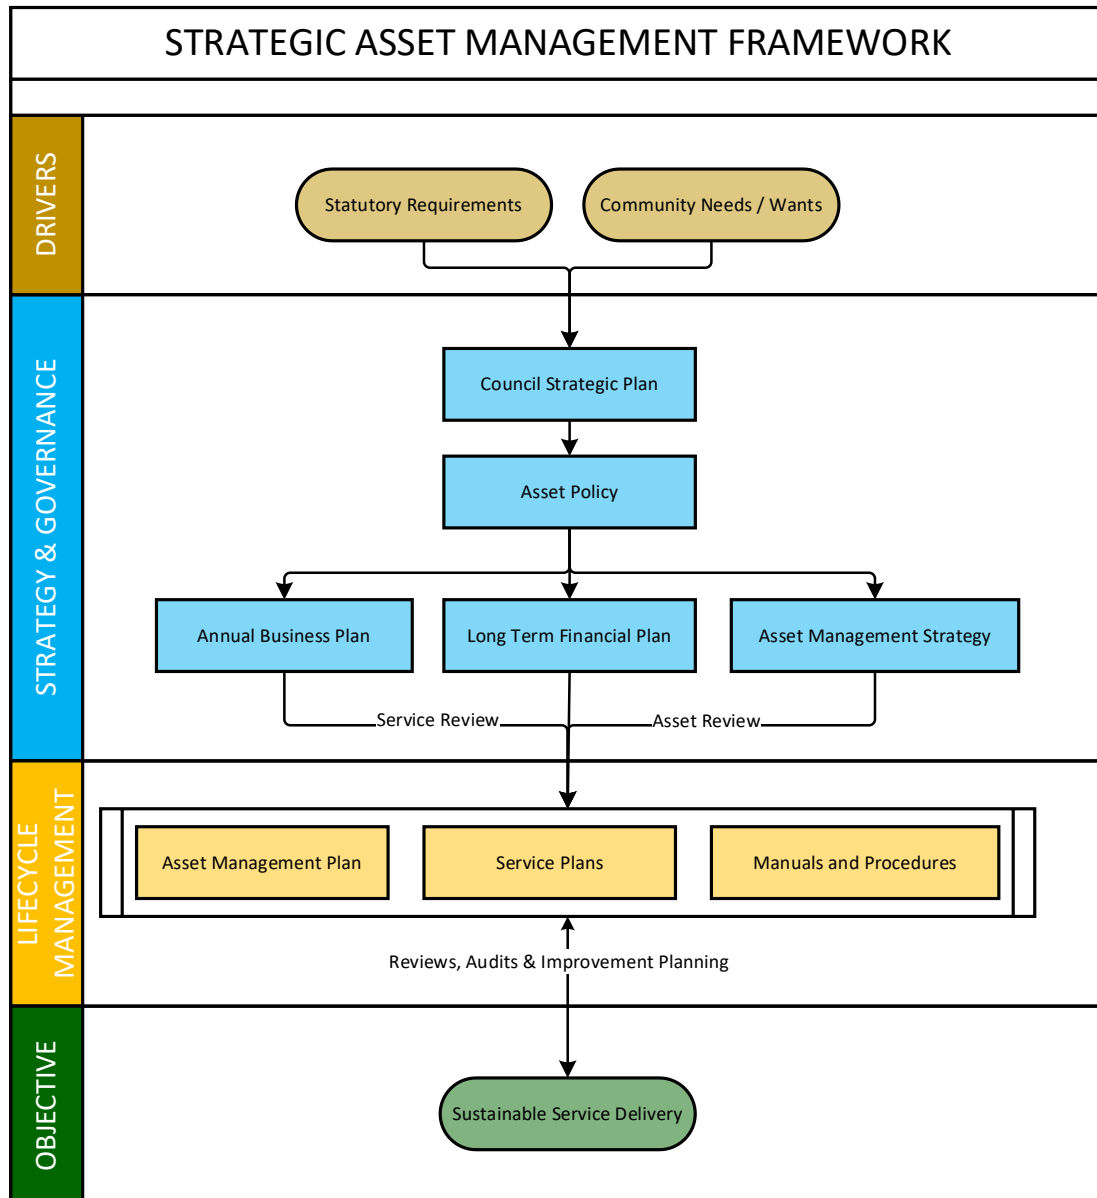 STRATEGIC ASSET MANAGEMENT FRAMEWORK
DRIVERS
Statutory Requirements
Community Needs / Wants
STRATEGY & GOVERNANCE
Council Strategic Plan
Asset Policy
Annual Business Plan
Long Term Financial Plan
Asset Management Strategy
Service Review
Asset Review
LIFECYCLE
MANAGEMENT
Asset Management Plan
Service Plans
Manuals and Procedures
Reviews, Audits & Improvement Planning
OBJECTIVE
Sustainable Service Delivery